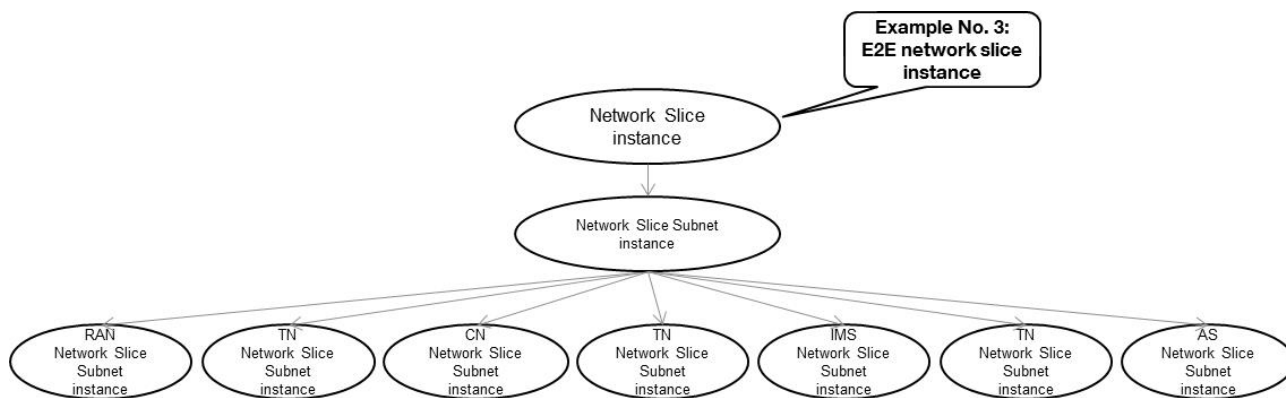 Example No. 3:
E2E network slice
instance
Network Slice
instance
Network Slice Subnet
instance
RAN
Network Slice
Subnet
instance
TN
Network Slice
Subnet
instance
CN
Network Slice
Subnet
instance
TN
Network Slice
Subnet
instance
IMS
Network Slice
Subnet
instance
TN
Network Slice
Subnet
instance
AS
Network Slice
Subnet
instance